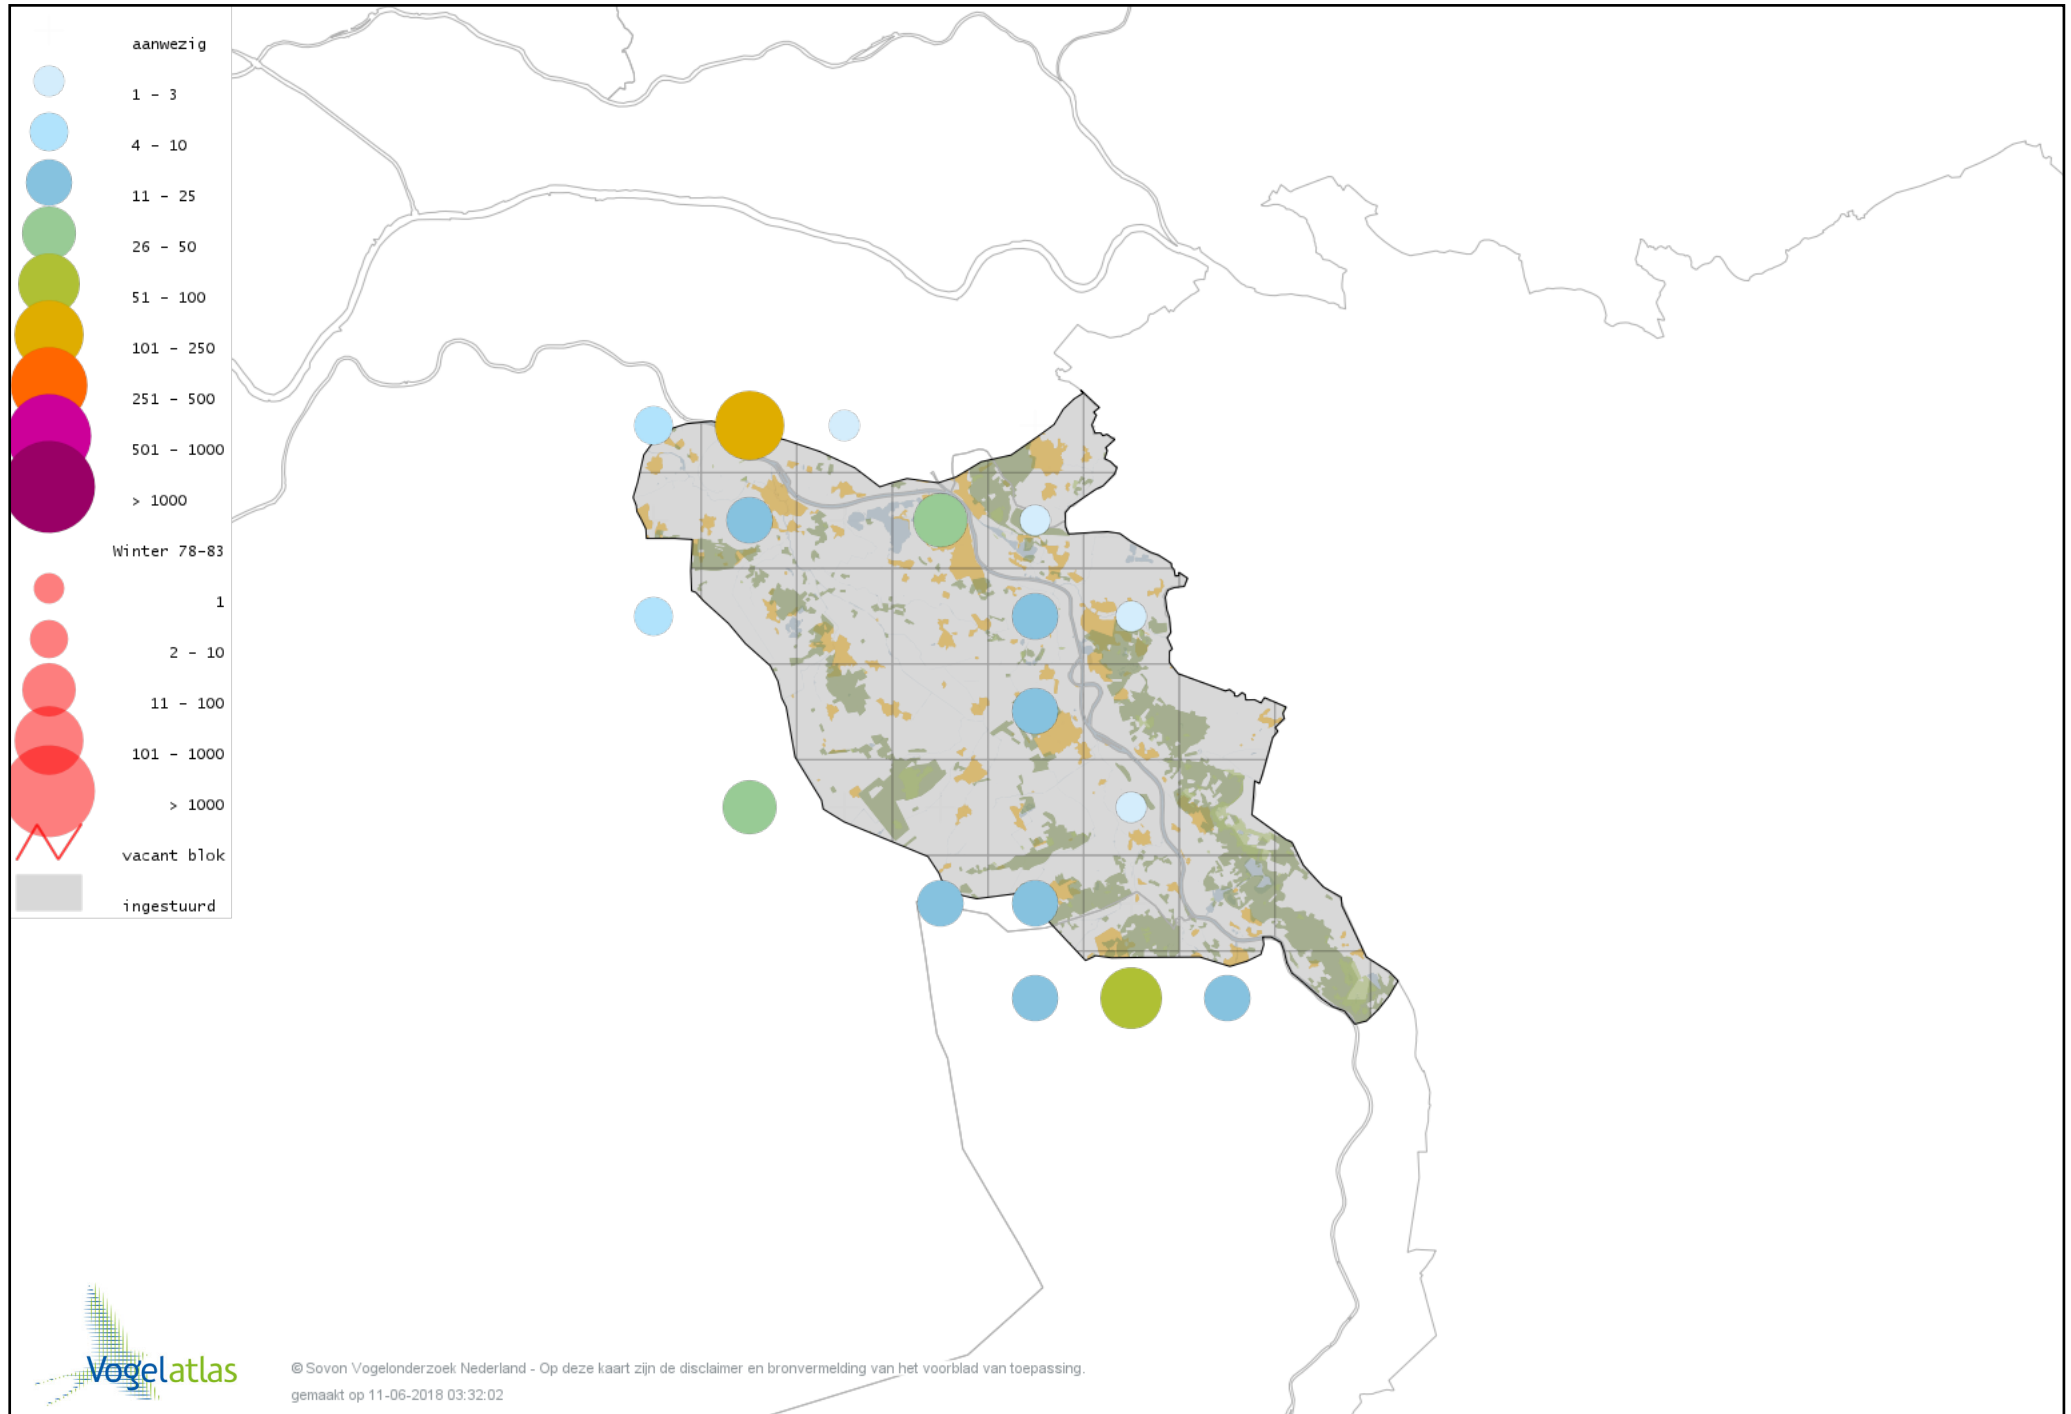 aanwezig
1 - 3
4 - 10
11 - 25
26 - 50
51 - 100
101 - 250
251 - 500
501 - 1000
> 1000
Winter 78-83
1
2 - 10
11 - 100
101 - 1000
> 1000
vacant blok
ingestuurd
Vogelatlas
© Sovon Vogelonderzoek Nederland - Op deze kaart zijn de disclaimer en bronvermelding van het voorblad van toepassing.
gemaakt op 11-06-2018 03:32:02